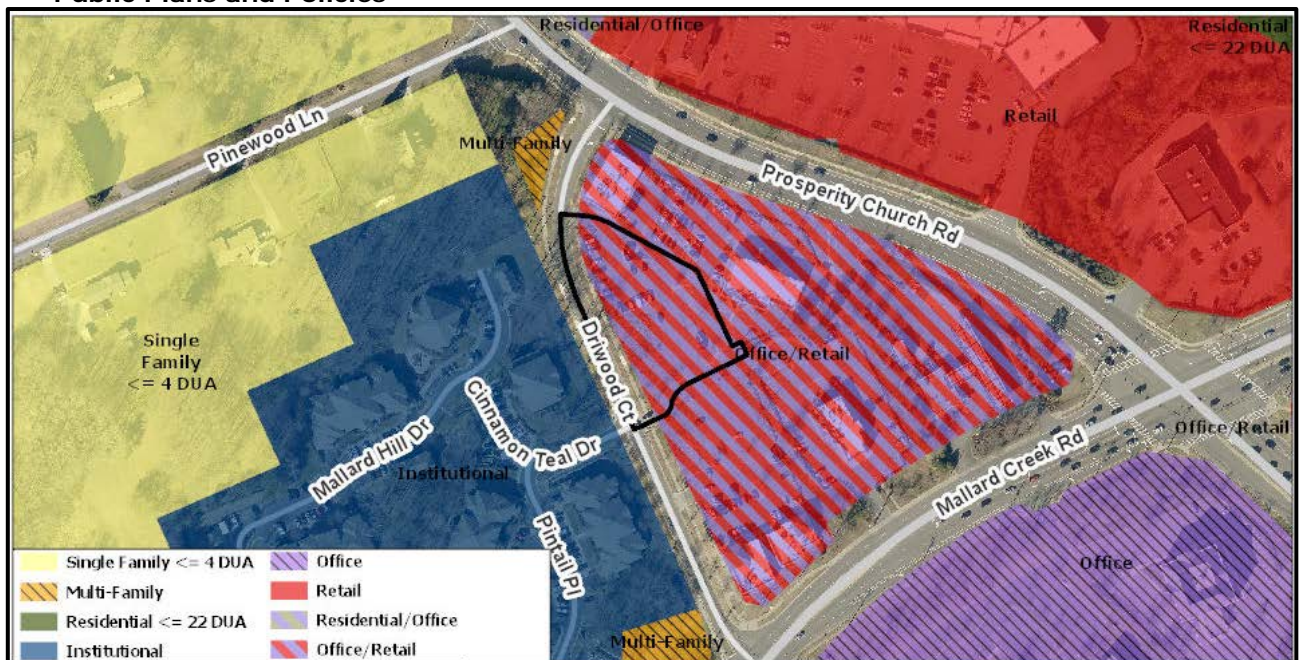 Public Plans and Policies
Residential/Office
Residential
<= 22 DUA
Retail
Pinewood Ln
Multi-Family
Prosperity Church Rd
Single
Family
<= 4 DUA
Driwood Ct
Office/Retail
Cinnamon Teal Dr
Mallard Hill Dr
Institutional
Office/Retail
Mallard Creek Rd
Pintail Pl
Office
Multi-Family
Single Family <= 4 DUA
Office
Multi-Family
Retail
Residential <= 22 DUA
Residential/Office
Institutional
Office/Retail